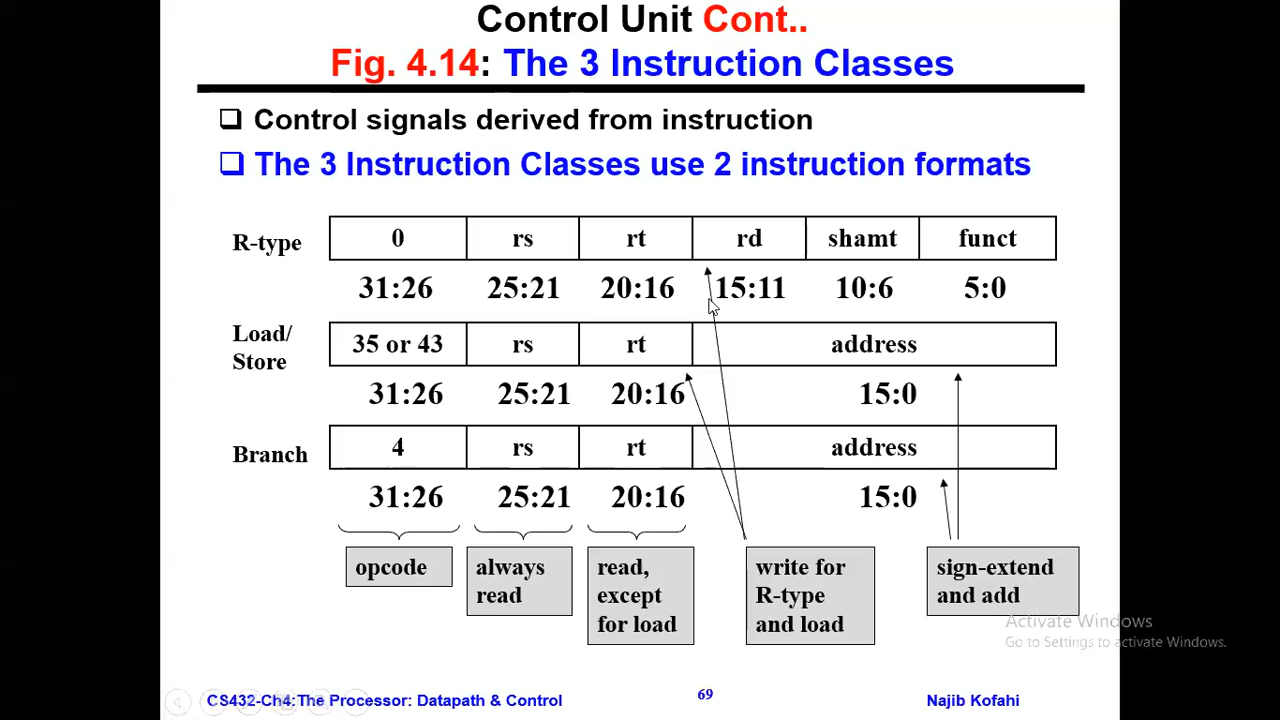 Control Unit Cont..
Fig. 4.14: The 3 Instruction Classes
Control signals derived from instruction
The 3 Instruction Classes use 2 instruction formats
R-type 0 rs rt rd shamt funct
31:26 25:21 20:16 15:11 10:6 5:0
Load/
Store
35 or 43 rs rt address
31:26 25:21 20:16 15:0
Branch 4 rs rt address
31:26 25:21 20:16 15:0
opcode
always
read
read,
except
for load
write for
R-type
and load
sign-extend
and add
Activate Windows
Go to Settings to activate Windows.
CS432-Ch4:The Processor: Datapath & Control 69 Najib Kofahi